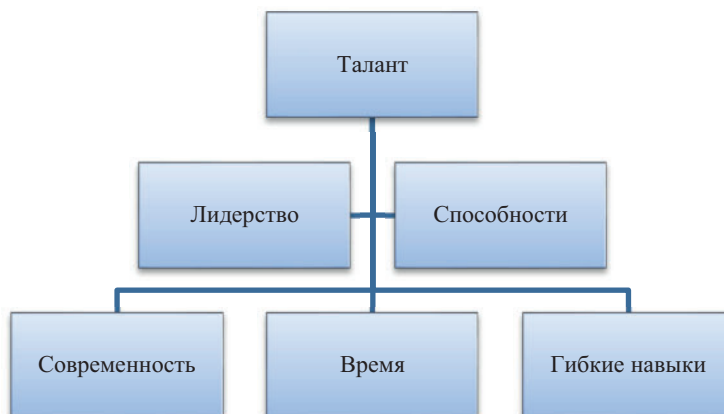 Талант
Лидерство
Способности
Современность
Время
Гибкие навыки